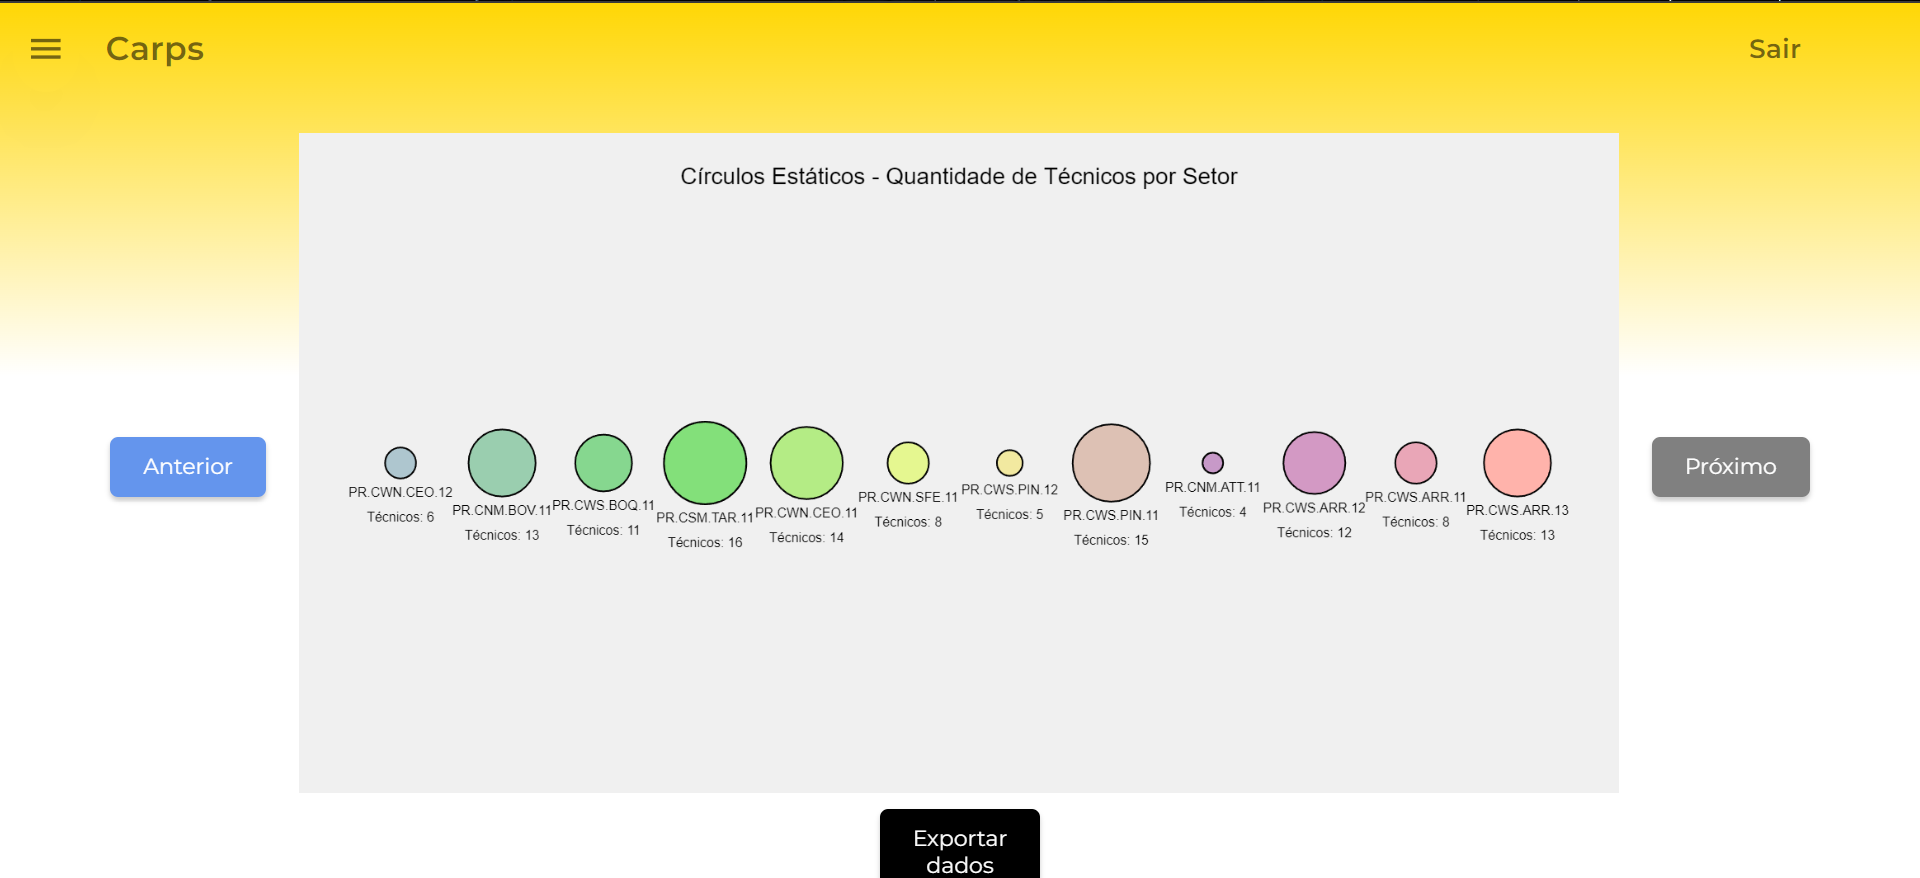 Carps
Sair
Círculos Estáticos - Quantidade de Técnicos por Setor
Anterior
PR.CWN.CEO.12
Técnicos: 6
PR.CNM.BOV.11
Técnicos: 13
PR.CWS.BOQ.11
Técnicos: 11
PR.CSM.TAR.11
Técnicos: 16
PR.CWN.CEO.11
Técnicos: 14
PR.CWN.SFE.11
Técnicos: 8
PR.CWS.PIN.12
Técnicos: 5
PR.CWS.PIN.11
Técnicos: 15
PR.CNM.ATT.11
Técnicos: 4
PR.CWS.ARR.12
Técnicos: 12
PR.CWS.ARR.11
Técnicos: 8
PR.CWS.ARR.13
Técnicos: 13
Próximo
Exportar
dados